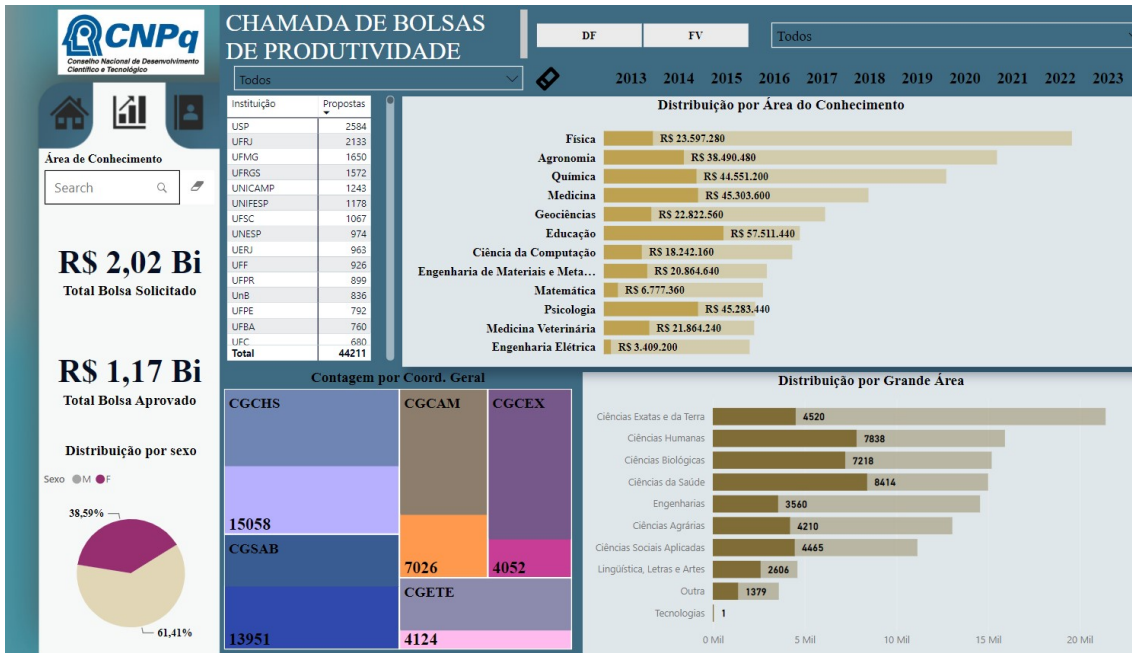 CNPq
Conselho Nacional de Desenvolvimento
Científico e Tecnológico
CHAMADA DE BOLSAS
DE PRODUTIVIDADE
DF
FV
Todos
Todos
2013 2014 2015 2016 2017 2018 2019 2020 2021 2022 2023
Área de Conhecimento
Search
R$ 2,02 Bi
Total Bolsa Solicitado
R$ 1,17 Bi
Total Bolsa Aprovado
Distribuição por sexo
Sexo M F
38,59%
61,41%
Instituição Propostas
USP 2584
UFRJ 2133
UFMG 1650
UFRGS 1572
UNICAMP 1243
UNIFESP 1178
UFSC 1067
UNESP 974
UERJ 963
UFF 926
UFPR 899
UnB 836
UFPE 792
UFBA 760
UFC 680
Total 44211
Distribuição por Área do Conhecimento
Física R$ 23.597.280
Agronomia R$ 38.490.480
Química R$ 44.551.200
Medicina R$ 45.303.600
Geociências R$ 22.822.560
Educação R$ 57.511.440
Ciência da Computação R$ 18.242.160
Engenharia de Materiais e Meta... R$ 20.864.640
Matemática R$ 6.777.360
Psicologia R$ 45.283.440
Medicina Veterinária R$ 21.864.240
Engenharia Elétrica R$ 3.409.200
Contagem por Coord. Geral
CGCHS
15058
CGSAB
13951
CGCAM
7026
CGCEX
4052
CGETE
4124
Distribuição por Grande Área
Ciências Exatas e da Terra 4520
Ciências Humanas 7838
Ciências Biológicas 7218
Ciências da Saúde 8414
Engenharias 3560
Ciências Agrárias 4210
Ciências Sociais Aplicadas 4465
Lingüística, Letras e Artes 2606
Outra 1379
Tecnologias 1
0 Mil 5 Mil 10 Mil 15 Mil 20 Mil